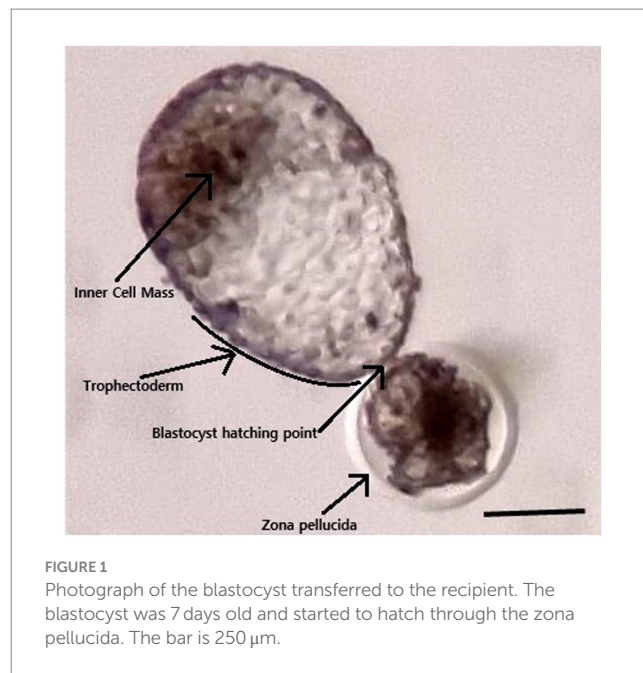 Inner Cell Mass
Trophectoderm
Blastocyst hatching point
Zona pellucida
FIGURE 1
Photograph of the blastocyst transferred to the recipient. The
blastocyst was 7 days old and started to hatch through the zona
pellucida. The bar is 250 μm.